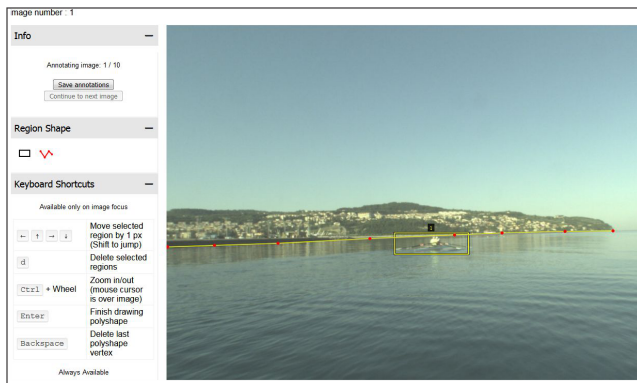 mage number : 1
Info —
Annotating image: 1 / 10
Save annotations
Continue to next image
Region Shape —
Keyboard Shortcuts —
Available only on image focus
← ↑ → ↓ Move selected
region by 1 px
(Shift to jump)
d Delete selected
regions
Ctrl + Wheel Zoom in/out
(mouse cursor
is over image)
Enter Finish drawing
polyshape
Backspace Delete last
polyshape
vertex
Always Available